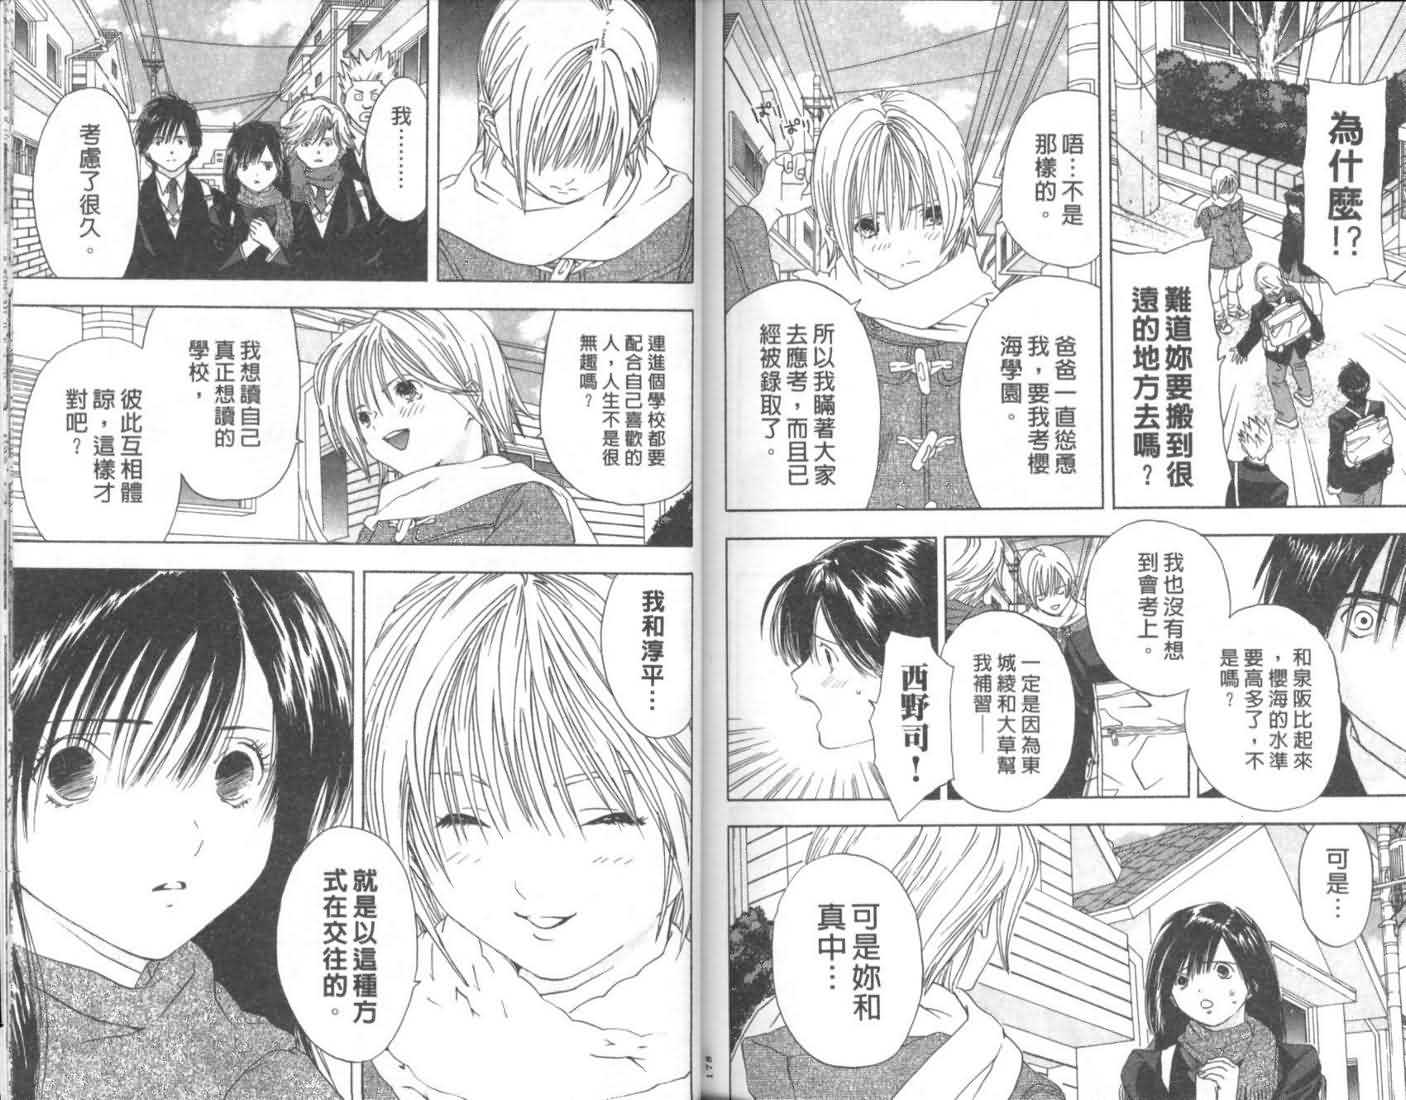 為什麼!?
難道妳要搬到很
遠的地方去嗎？
唔…不是
那樣的。
ぱり
ぱり
爸爸一直慫恿
我，要我考櫻
海學園。
所以我瞞著大家
去應考，而且已
經被錄取了。
和泉阪比起來
，櫻海的水準
要高多了，不
是嗎？
我也沒有想
到會考上。
一定是因為東
城綾和大草幫
我補習——
西野司！
可是…
可是妳和
真中…
178
我………
考慮了很久。
連進個學校都要
配合自己喜歡的
人，人生不是很
無趣嗎？
我想讀自己
真正想讀的
學校，
彼此互相體
諒，這樣才
對吧？
我和淳平…
就是以這種方
式在交往的。